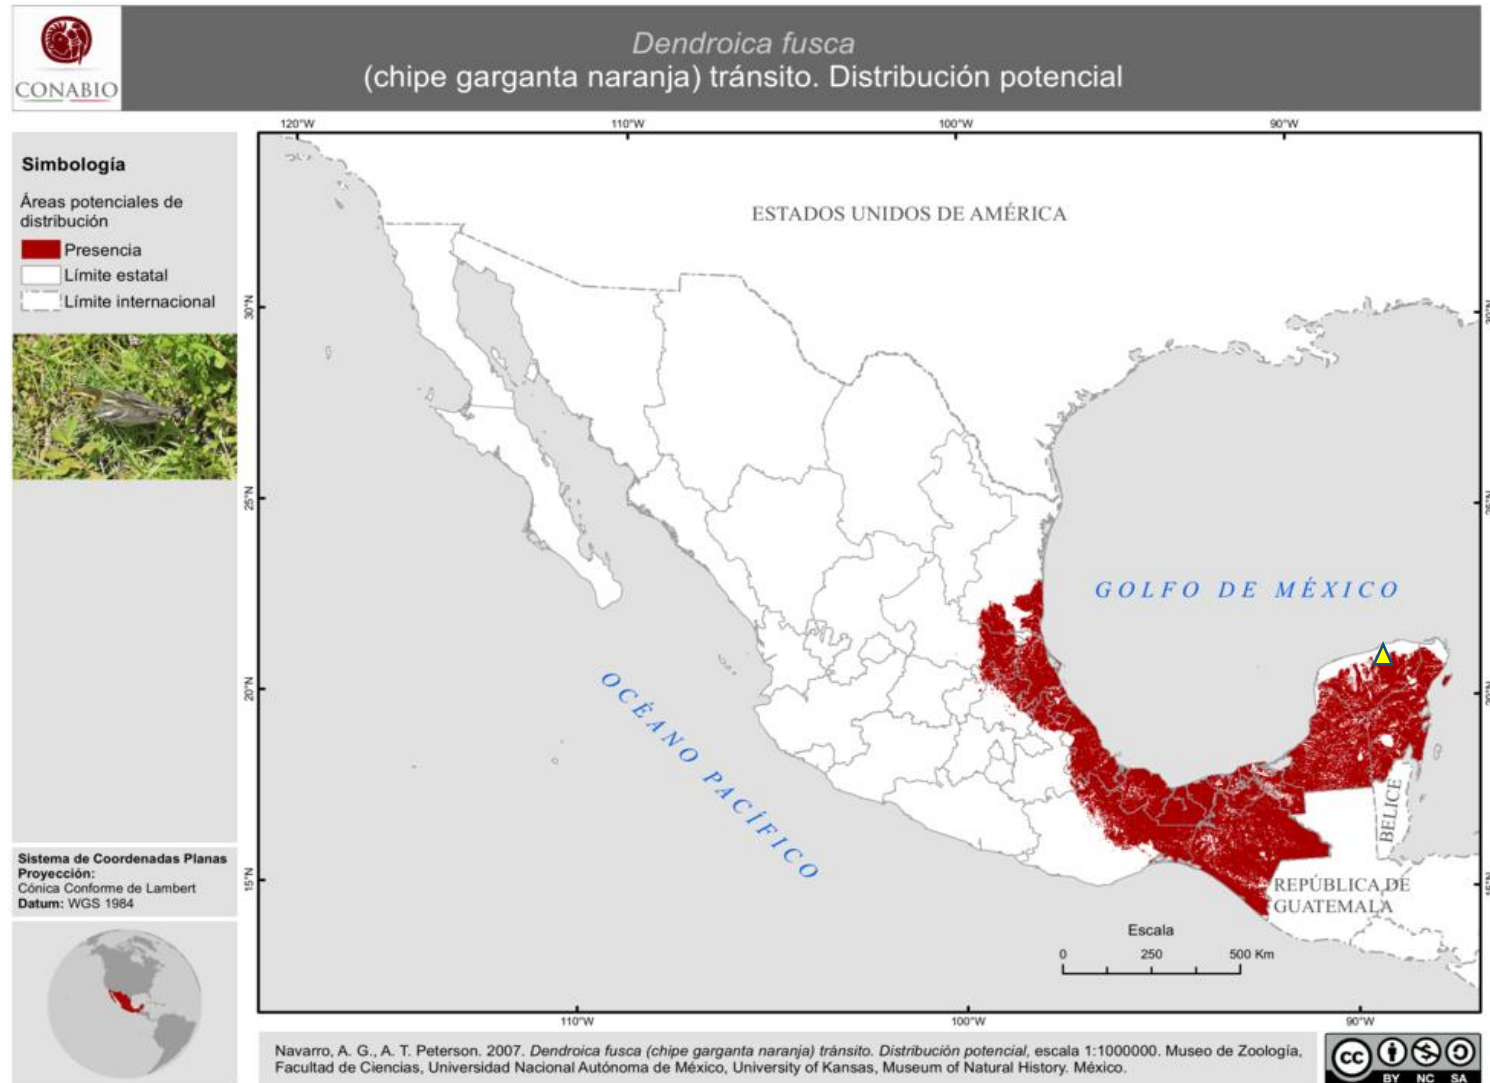 CONABIO
Dendroica fusca
(chipe garganta naranja) tránsito. Distribución potencial
Simbología
Áreas potenciales de
distribución
Presencia
Límite estatal
Límite internacional
Sistema de Coordenadas Planas
Proyección:
Cónica Conforme de Lambert
Datum: WGS 1984
120°W
110°W
100°W
90°W
30°N
25°N
20°N
15°N
30°N
25°N
20°N
15°N
ESTADOS UNIDOS DE AMÉRICA
GOLFO DE MÉXICO
OCÉANO PACÍFICO
BELICE
REPÚBLICA DE
GUATEMALA
Escala
0 250 500 Km
110°W
100°W
90°W
Navarro, A. G., A. T. Peterson. 2007. Dendroica fusca (chipe garganta naranja) tránsito. Distribución potencial, escala 1:1000000. Museo de Zoología,
Facultad de Ciencias, Universidad Nacional Autónoma de México, University of Kansas, Museum of Natural History. México.
cc
BY NC SA